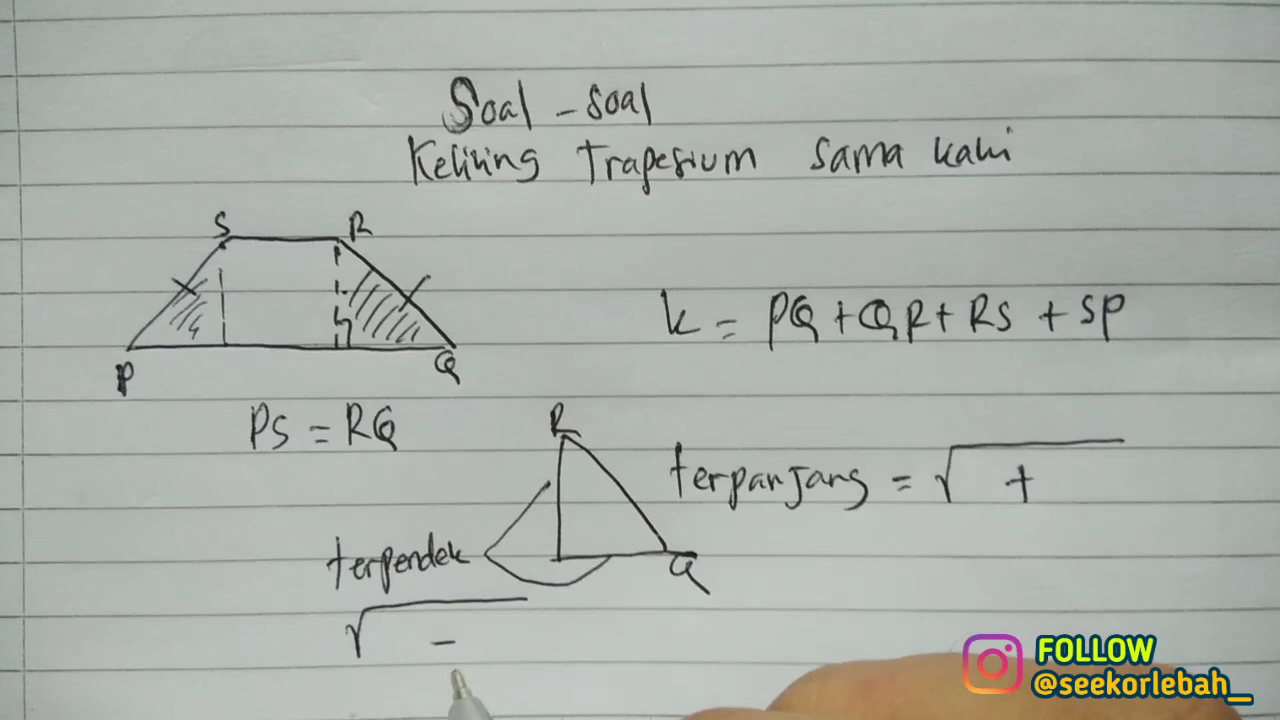 Soal - soal
Keliling Trapesium sama kaki
S R
P Q
K = PQ + QR + RS + SP
PS = RQ
R
Q
terpanjang = √ +
terpendek
√ -
FOLLOW
@seekorlebah_